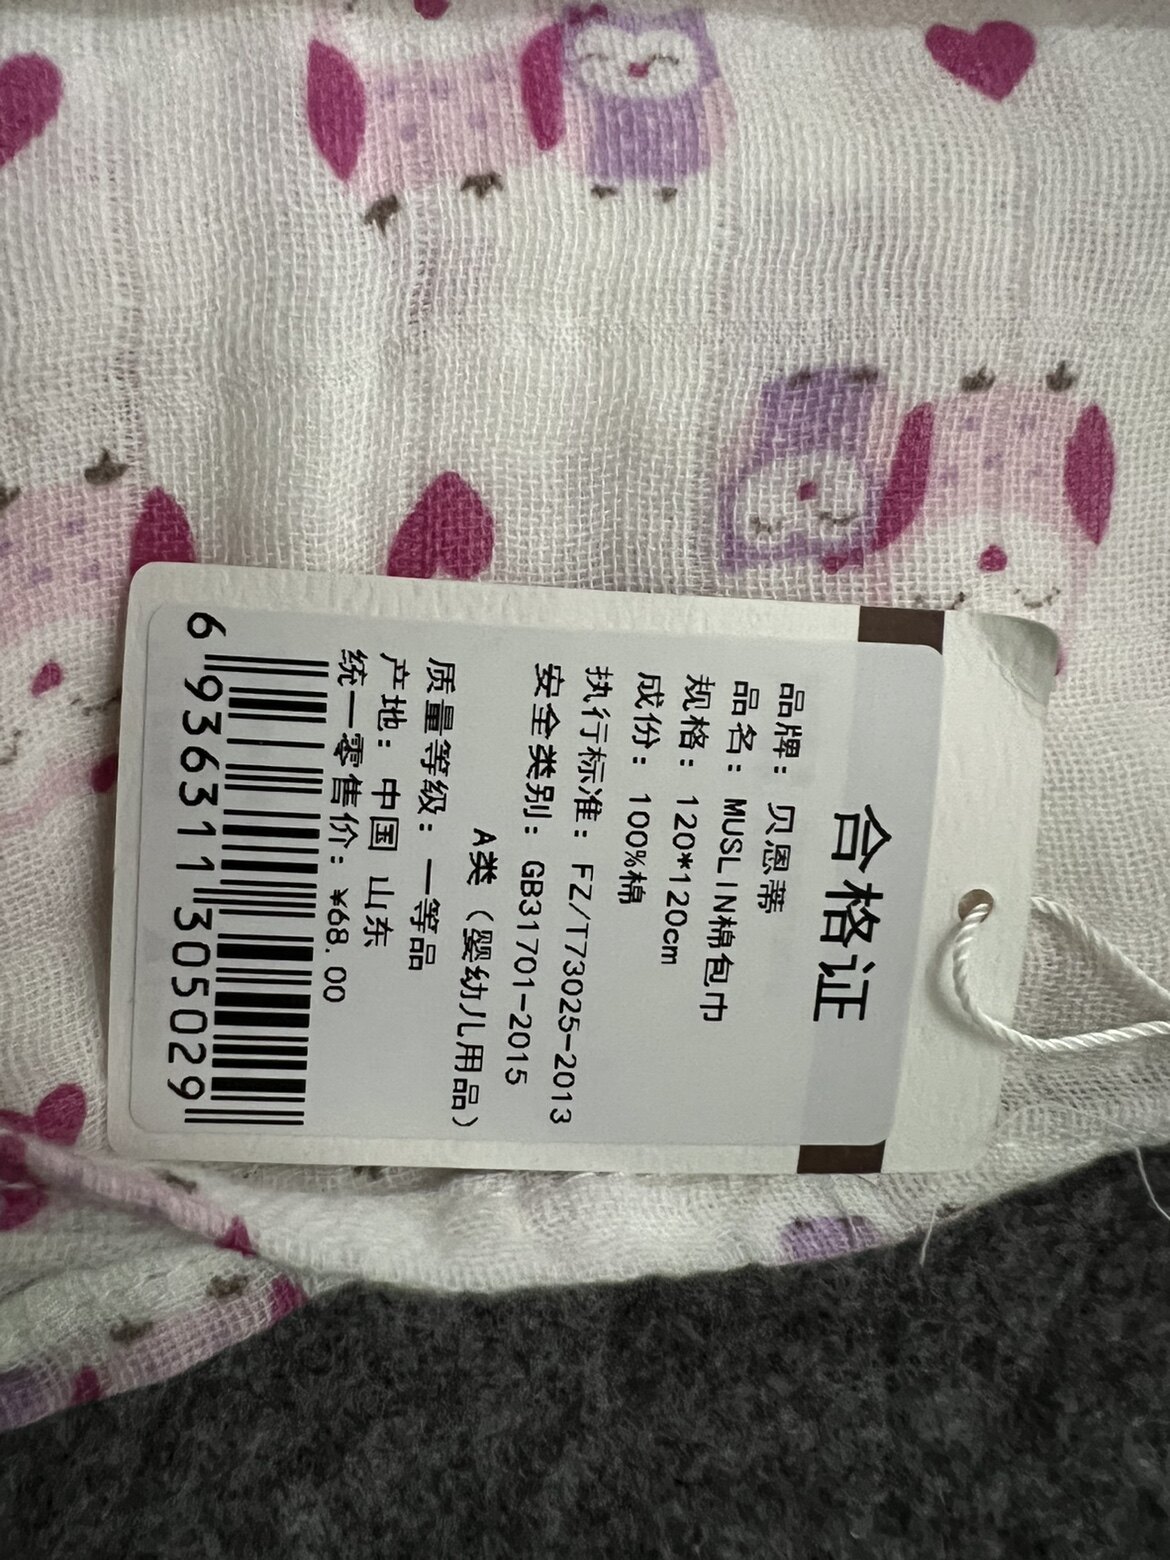 合格证
品牌：贝恩蒂
品名：MUSLIN棉包巾
规格：120*120cm
成份：100%棉
执行标准：FZ/T73025-2013
安全类别：GB31701-2015
A类（婴幼儿用品）
质量等级：一等品
产地：中国 山东
统一零售价：¥68.00
6 936311 305029